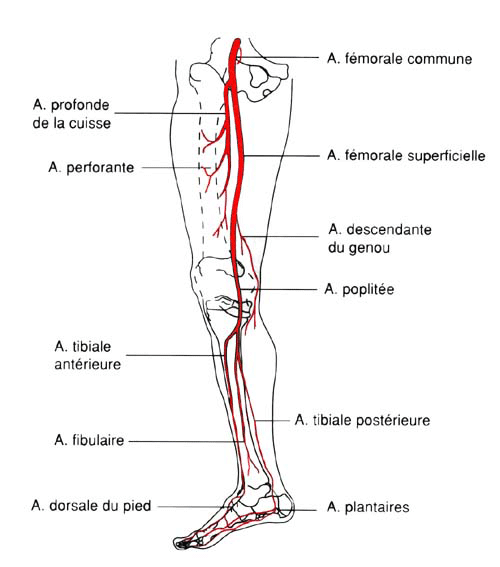 A. fémorale commune
A. profonde
de la cuisse
A. fémorale superficielle
A. perforante
A. descendante
du genou
A. poplitée
A. tibiale
antérieure
A. tibiale postérieure
A. fibulaire
A. dorsale du pied
A. plantaires